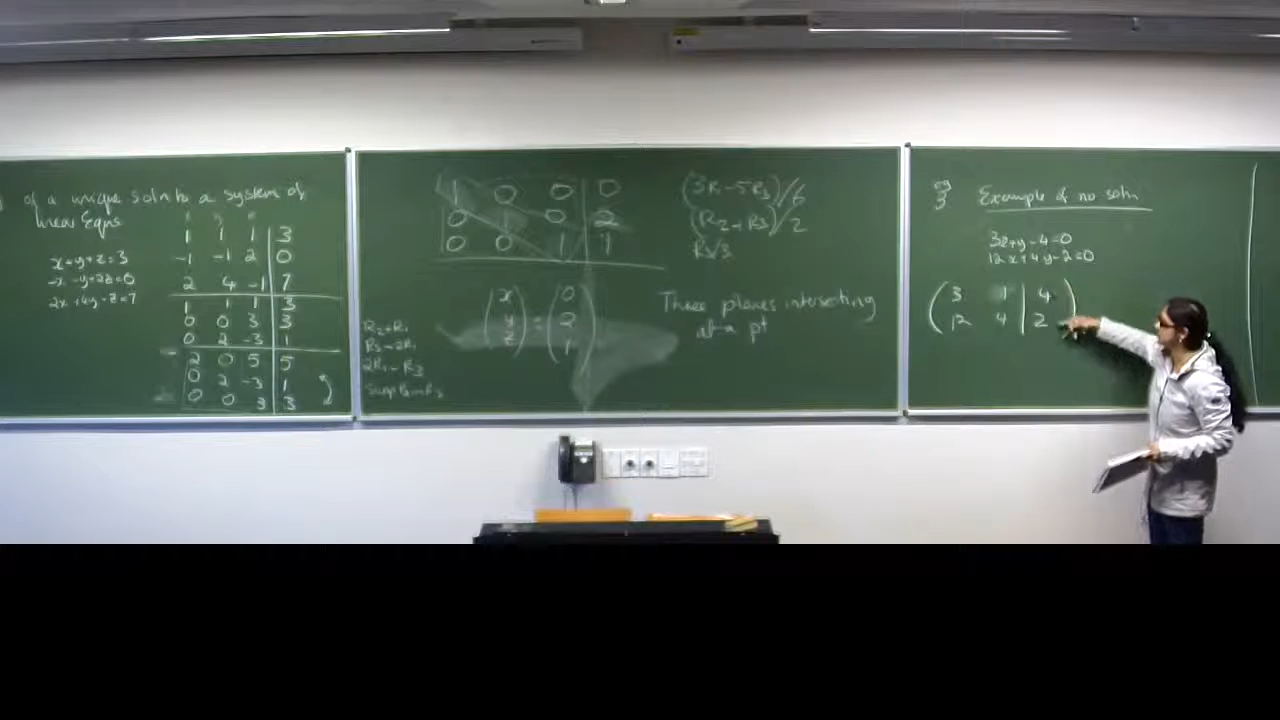 of a unique soln to a system of
linear Eqns
x+y+z=3
-x-y+2z=0
2x+4y-z=7
1 1 1 | 3
-1 -1 2 | 0
2 4 -1 | 7
1 1 1 | 3
0 0 3 | 3
0 2 -3 | 1
2 0 5 | 5
0 2 -3 | 1
0 0 3 | 3
R2+R1
R3-2R1
2R1-R3
1 0 0 | 0
0 1 0 | 2
0 0 1 | 1
(3R1-5R3)/6
(R2+R3)/2
R3/3
(x y z) = (0 2 1)
Three planes intersecting
at a pt
Example of no soln
3x+y-4=0
12x+4y-2=0
3 1 | 4
12 4 | 2